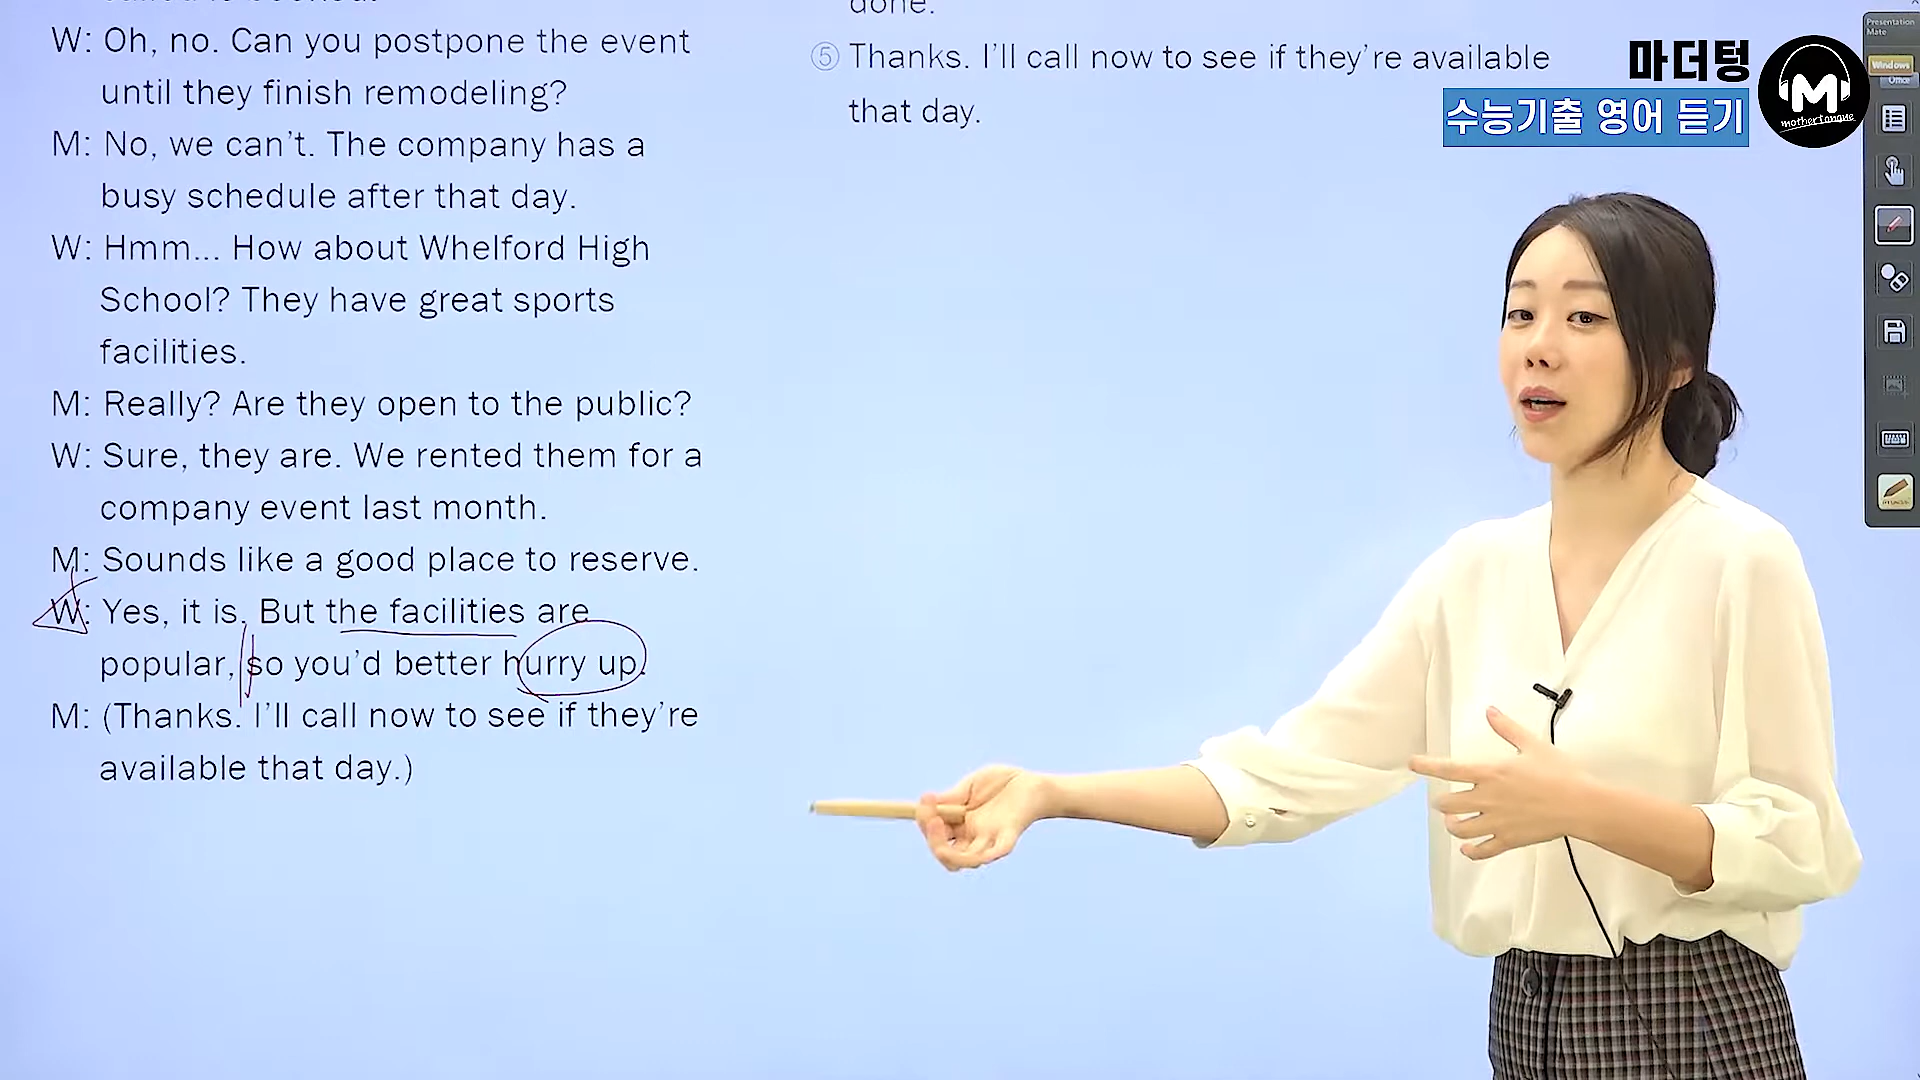 W: Oh, no. Can you postpone the event
until they finish remodeling?
M: No, we can't. The company has a
busy schedule after that day.
W: Hmm... How about Whelford High
School? They have great sports
facilities.
M: Really? Are they open to the public?
W: Sure, they are. We rented them for a
company event last month.
M: Sounds like a good place to reserve.
W: Yes, it is. But the facilities are
popular, so you'd better hurry up.
M: (Thanks. I'll call now to see if they're
available that day.)
done.
⑤ Thanks. I'll call now to see if they're available
that day.
마더텅
수능기출 영어 듣기
M
mothertongue
Presentation
Mate
Windows
Office